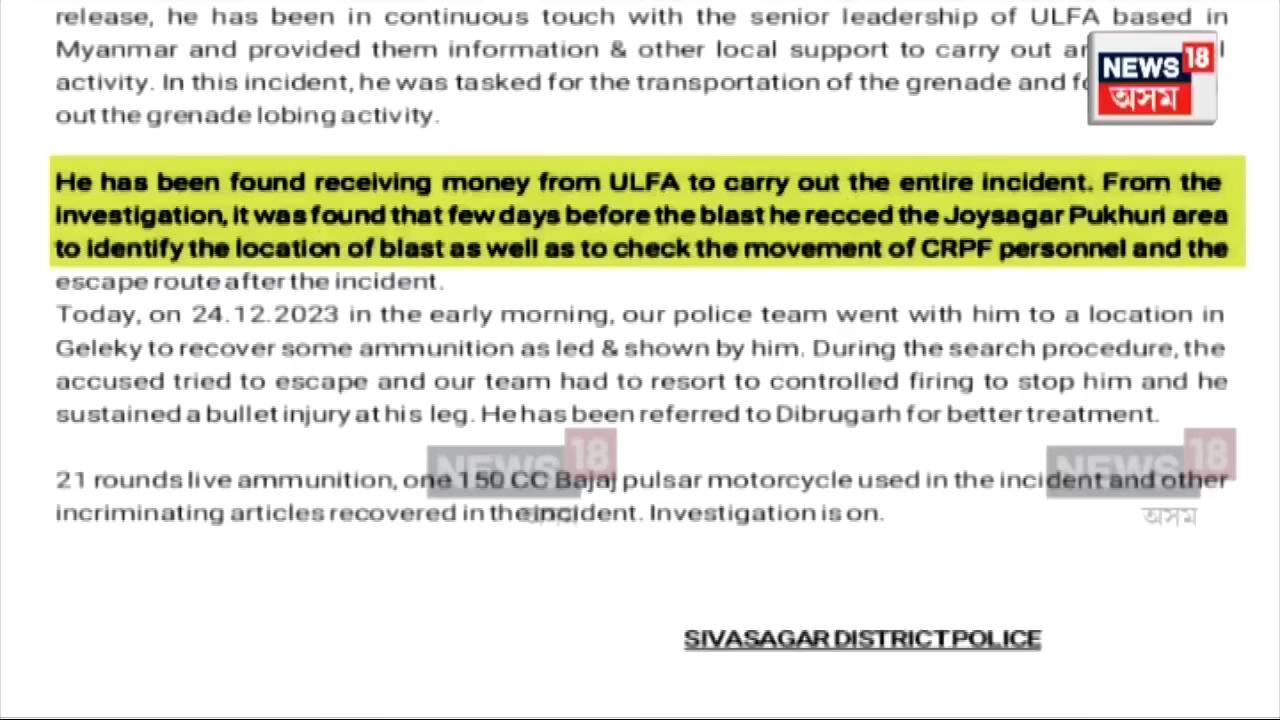 release, he has been in continuous touch with the senior leadership of ULFA based in
Myanmar and provided them information & other local support to carry out
activity. In this incident, he was tasked for the transportation of the grenade and
out the grenade lobing activity.
NEWS 18
অসম
He has been found receiving money from ULFA to carry out the entire incident. From the
investigation, it was found that few days before the blast he recced the Joysagar Pukhuri area
to identify the location of blast as well as to check the movement of CRPF personnel and the
escape route after the incident.
Today, on 24.12.2023 in the early morning, our police team went with him to a location in
Geleky to recover some ammunition as led & shown by him. During the search procedure, the
accused tried to escape and our team had to resort to controlled firing to stop him and he
sustained a bullet injury at his leg. He has been referred to Dibrugarh for better treatment.
NEWS 18
NEWS 18
21 rounds live ammunition, one 150 CC Bajaj pulsar motorcycle used in the incident and other
incriminating articles recovered in the incident. Investigation is on.
অসম
অসম
SIVASAGAR DISTRICT POLICE